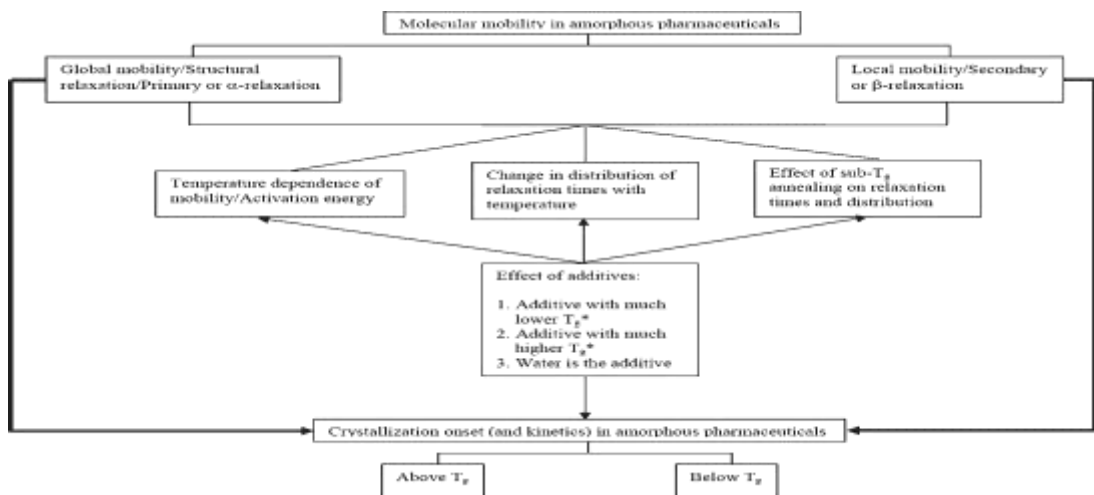 Molecular mobility in amorphous pharmaceuticals
Global mobility/Structural
relaxation/Primary or α-relaxation
Local mobility/Secondary
or β-relaxation
Temperature dependence of
mobility/Activation energy
Change in distribution of
relaxation times with
temperature
Effect of sub-Tg
annealing on relaxation
times and distribution
Effect of additives:
1. Additive with much
lower Tg*
2. Additive with much
higher Tg*
3. Water is the additive
Crystallization onset (and kinetics) in amorphous pharmaceuticals
Above Tg
Below Tg